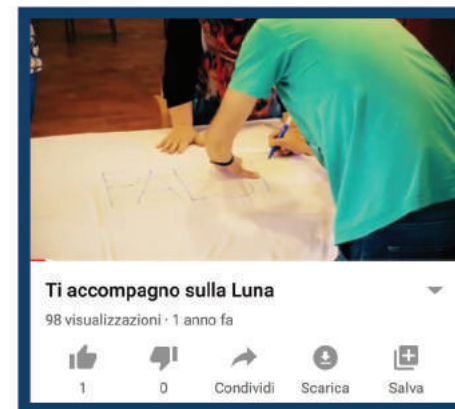 Ti accompagno sulla Luna
98 visualizzazioni · 1 anno fa
1 0 Condividi Scarica Salva